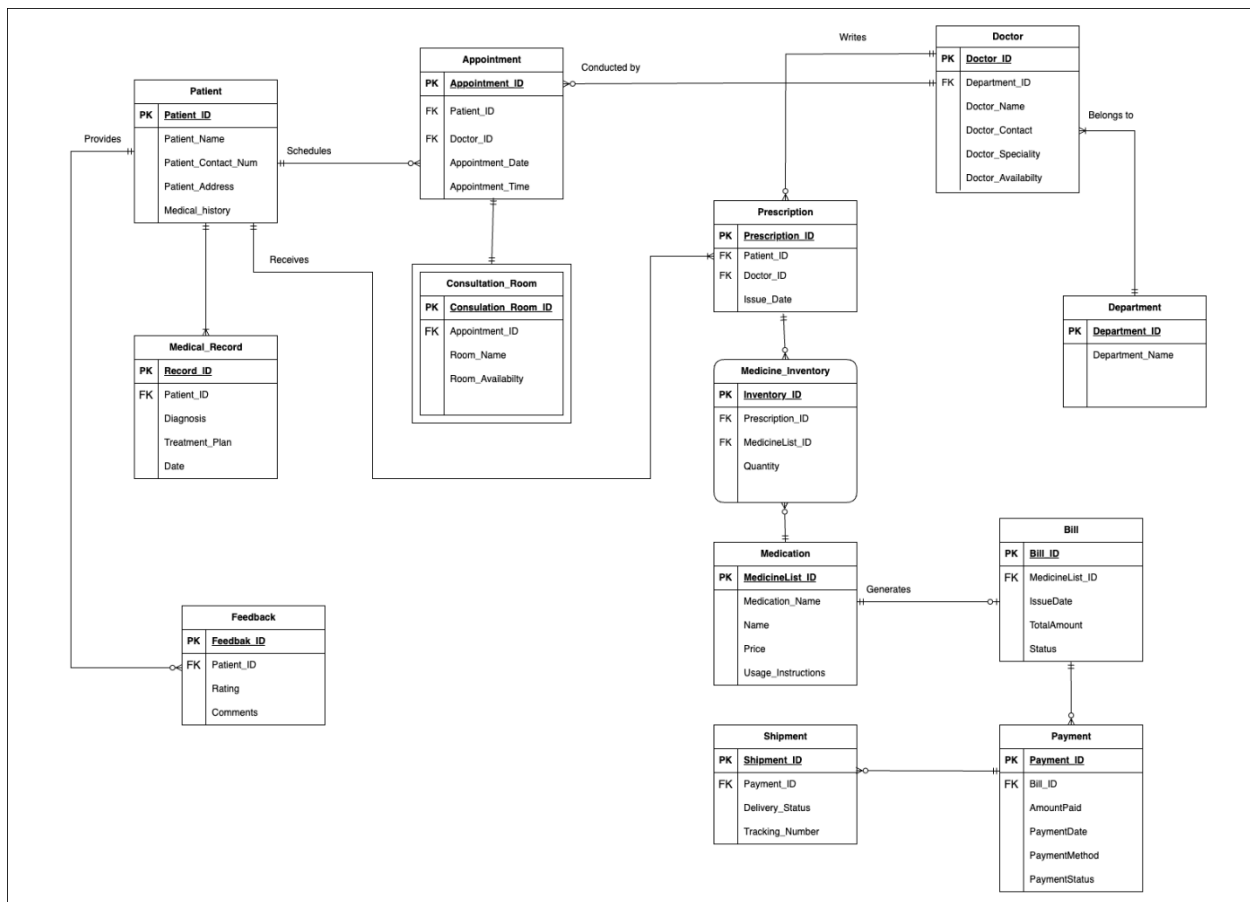 Writes
Doctor
PK Doctor_ID
FK Department_ID
Doctor_Name
Doctor_Contact
Doctor_Speciality
Doctor_Availabilty
Appointment
PK Appointment_ID
FK Patient_ID
FK Doctor_ID
Appointment_Date
Appointment_Time
Conducted by
Patient
PK Patient_ID
Patient_Name
Patient_Contact_Num
Patient_Address
Medical_history
Provides
Schedules
Belongs to
Receives
Prescription
PK Prescription_ID
FK Patient_ID
FK Doctor_ID
Issue_Date
Consultation_Room
PK Consulation_Room_ID
FK Appointment_ID
Room_Name
Room_Availabilty
Department
PK Department_ID
Department_Name
Medical_Record
PK Record_ID
FK Patient_ID
Diagnosis
Treatment_Plan
Date
Medicine_Inventory
PK Inventory_ID
FK Prescription_ID
FK MedicineList_ID
Quantity
Medication
PK MedicineList_ID
Medication_Name
Name
Price
Usage_Instructions
Generates
Bill
PK Bill_ID
FK MedicineList_ID
IssueDate
TotalAmount
Status
Feedback
PK Feedbak_ID
FK Patient_ID
Rating
Comments
Shipment
PK Shipment_ID
FK Payment_ID
Delivery_Status
Tracking_Number
Payment
PK Payment_ID
FK Bill_ID
AmountPaid
PaymentDate
PaymentMethod
PaymentStatus